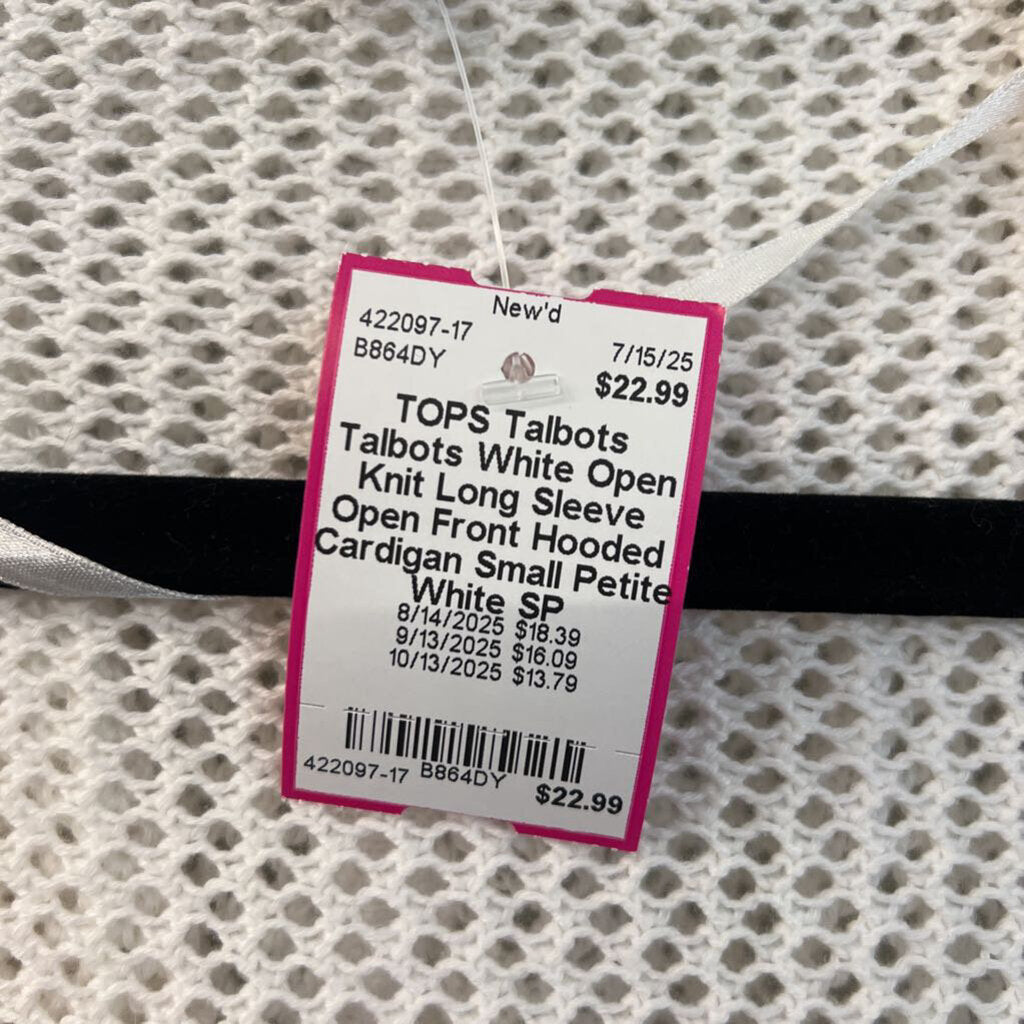 New'd
422097-17
7/15/25
B864DY
$22.99
TOPS Talbots
Talbots White Open
Knit Long Sleeve
Open Front Hooded
Cardigan Small Petite
White SP
8/14/2025 $18.39
9/13/2025 $16.09
10/13/2025 $13.79
422097-17 B864DY
$22.99